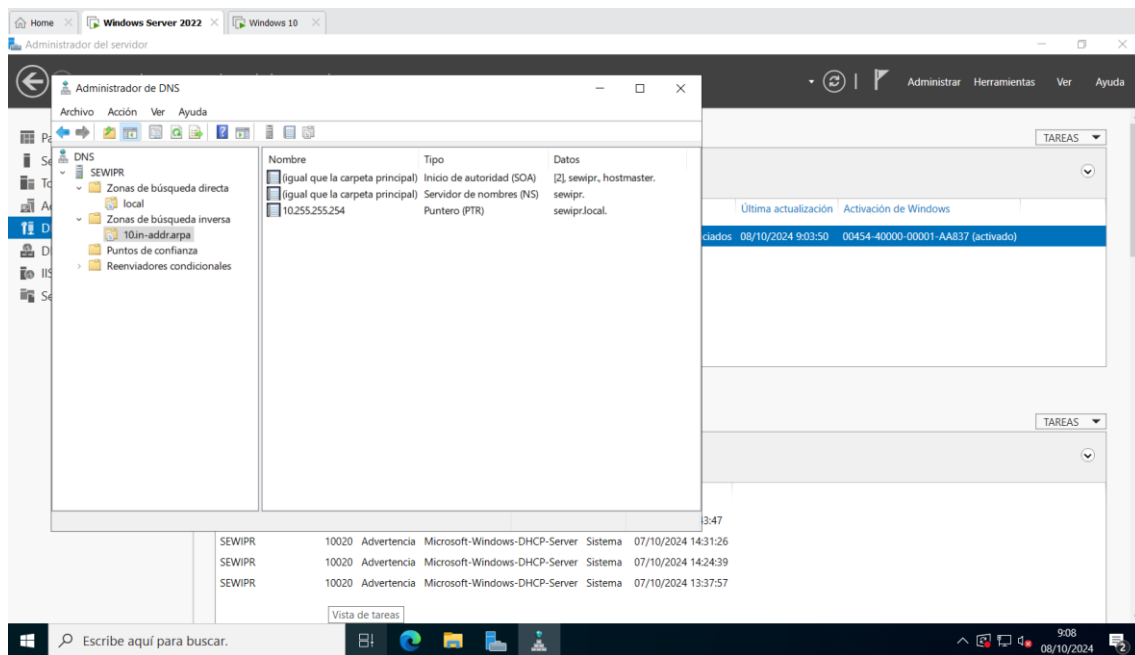 Home
Windows Server 2022
Windows 10
Administrador del servidor
Administrar Herramientas Ver Ayuda
Administrador de DNS
Archivo Acción Ver Ayuda
DNS
SEWIPR
Zonas de búsqueda directa
local
Zonas de búsqueda inversa
10.in-addr.arpa
Puntos de confianza
Reenviadores condicionales
Nombre Tipo Datos
(igual que la carpeta principal) Inicio de autoridad (SOA) [2], sewipr., hostmaster.
(igual que la carpeta principal) Servidor de nombres (NS) sewipr.
10.255.255.254 Puntero (PTR) sewipr.local.
TAREAS
Última actualización Activación de Windows
ciados 08/10/2024 9:03:50 00454-40000-00001-AA837 (activado)
TAREAS
3:47
SEWIPR 10020 Advertencia Microsoft-Windows-DHCP-Server Sistema 07/10/2024 14:31:26
SEWIPR 10020 Advertencia Microsoft-Windows-DHCP-Server Sistema 07/10/2024 14:24:39
SEWIPR 10020 Advertencia Microsoft-Windows-DHCP-Server Sistema 07/10/2024 13:37:57
Vista de tareas
Escribe aquí para buscar.
9:08
08/10/2024
2